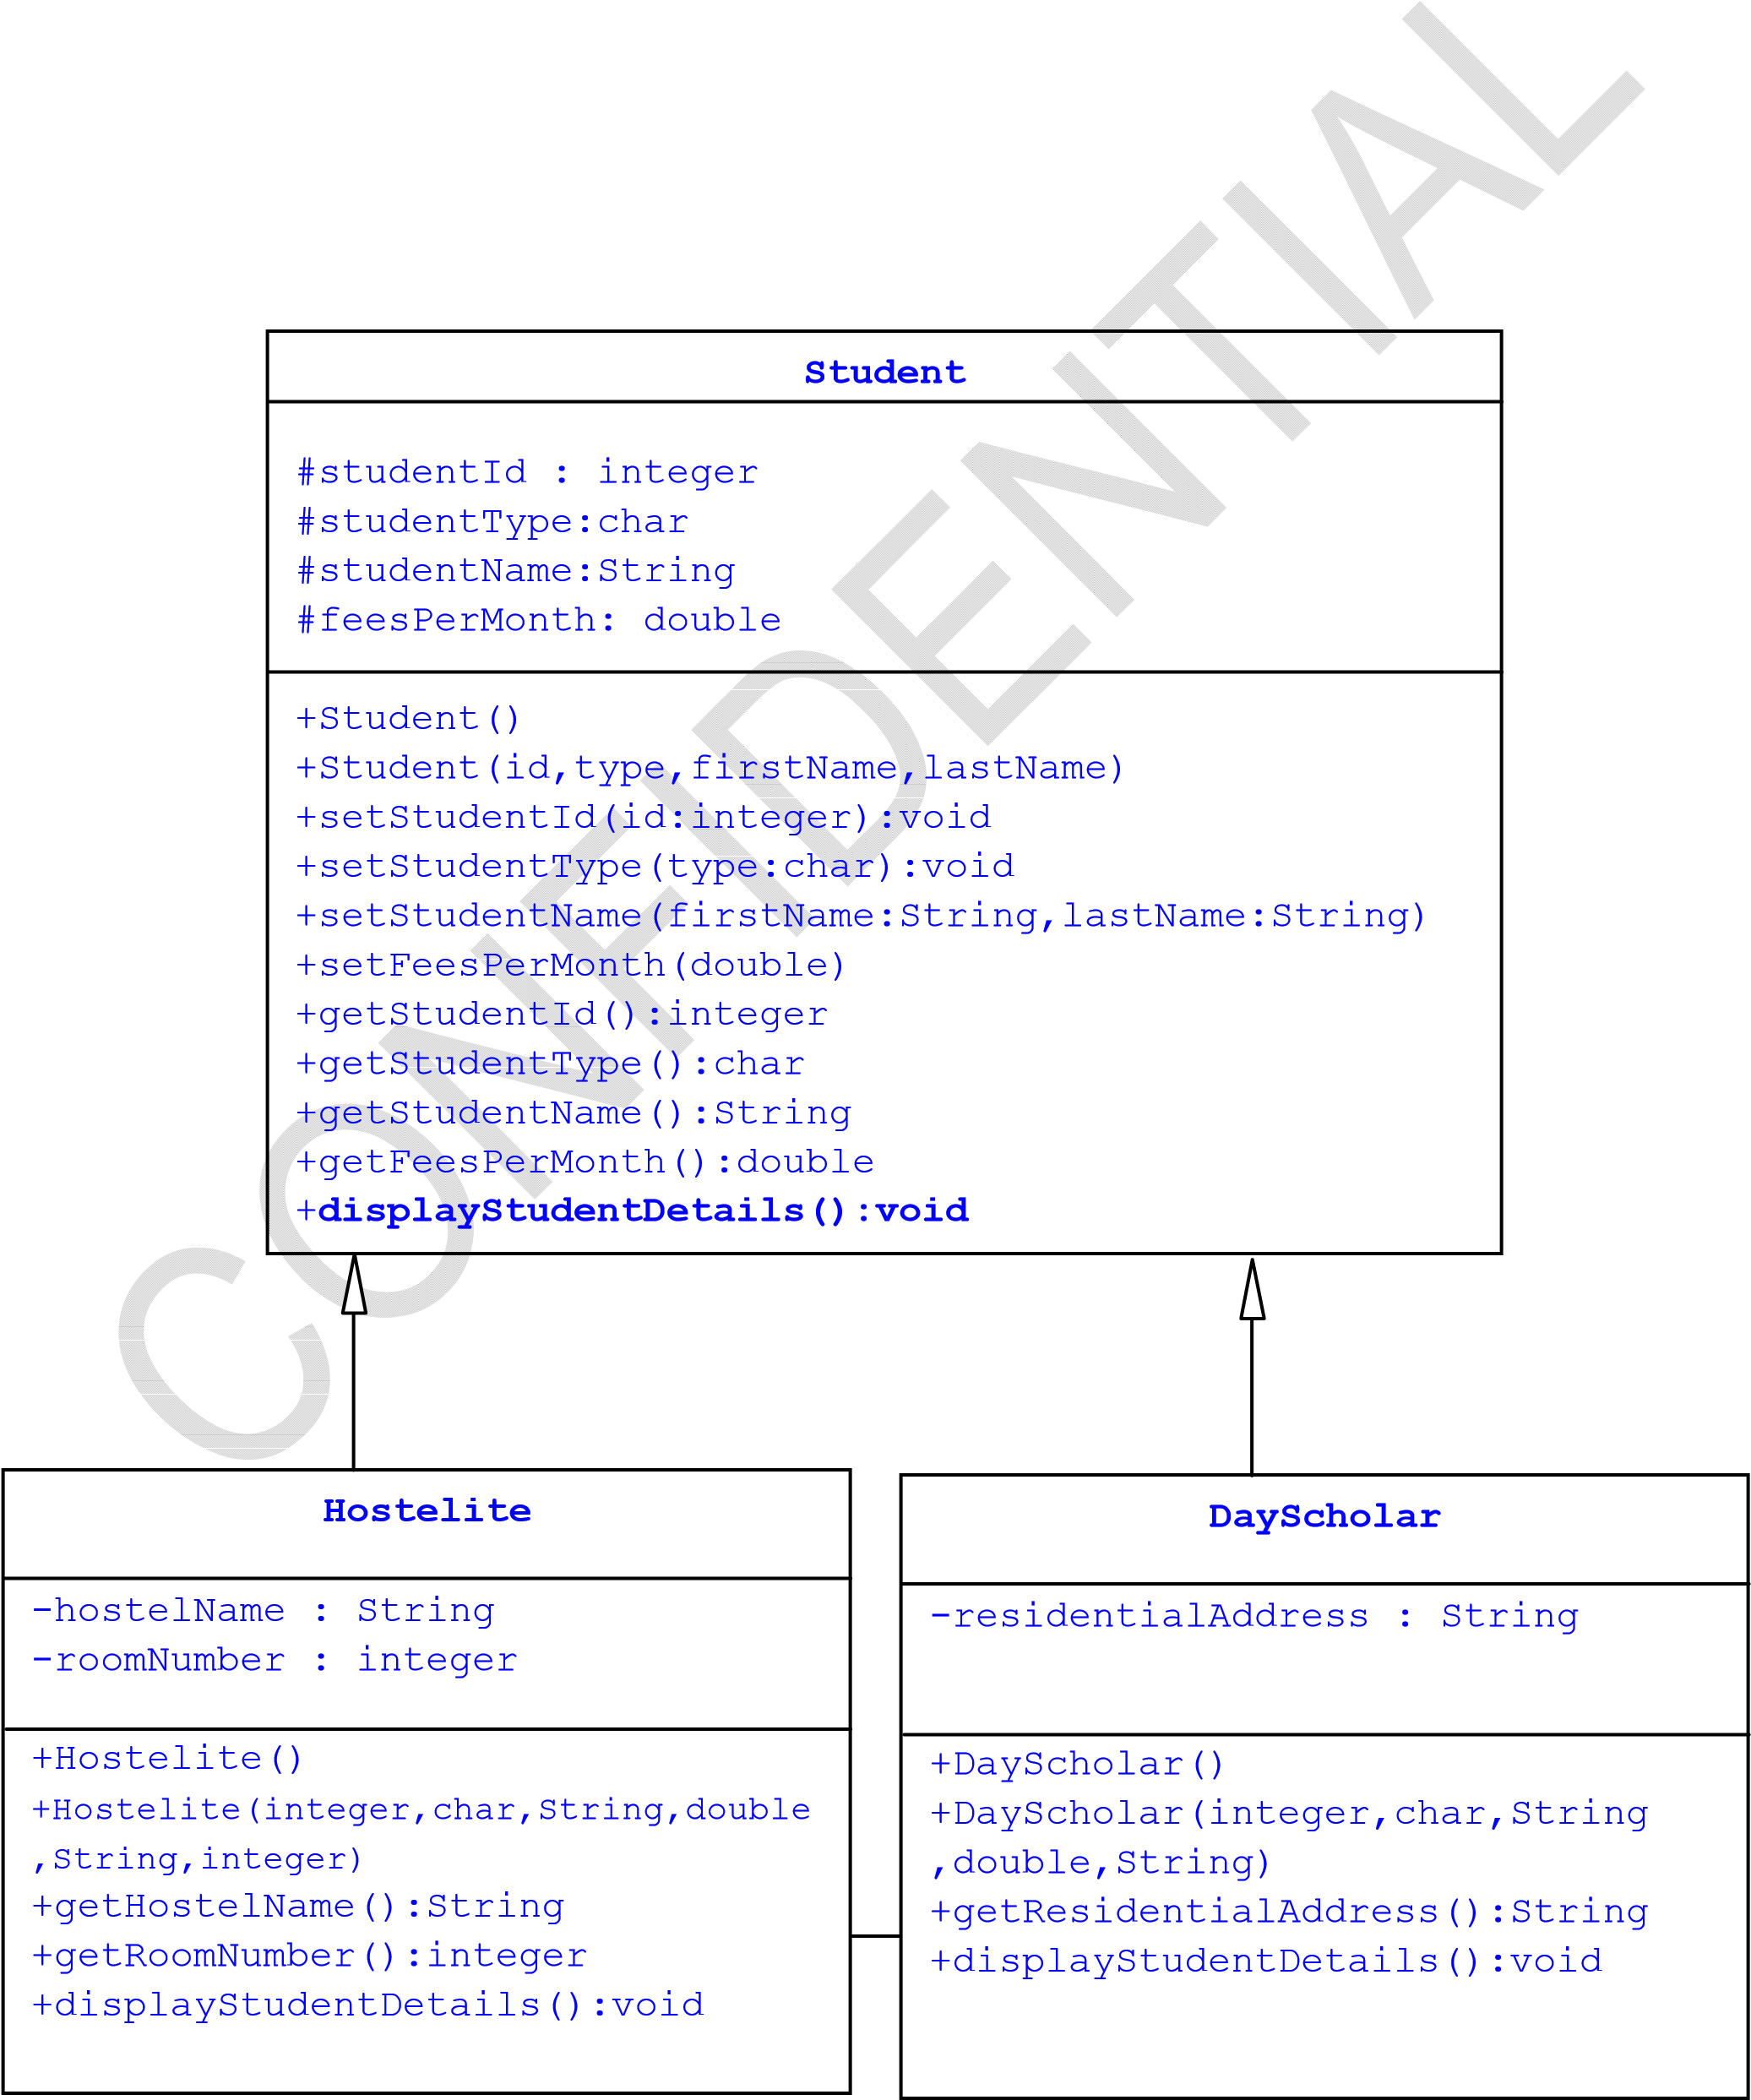 CONFIDENTIAL
Student
#studentId : integer
#studentType:char
#studentName:String
#feesPerMonth: double
+Student()
+Student(id,type,firstName,lastName)
+setStudentId(id:integer):void
+setStudentType(type:char):void
+setStudentName(firstName:String,lastName:String)
+setFeesPerMonth(double)
+getStudentId():integer
+getStudentType():char
+getStudentName():String
+getFeesPerMonth():double
+displayStudentDetails():void
Hostelite
-hostelName : String
-roomNumber : integer
+Hostelite()
+Hostelite(integer,char,String,double
,String,integer)
+getHostelName():String
+getRoomNumber():integer
+displayStudentDetails():void
DayScholar
-residentialAddress : String
+DayScholar()
+DayScholar(integer,char,String
,double,String)
+getResidentialAddress():String
+displayStudentDetails():void